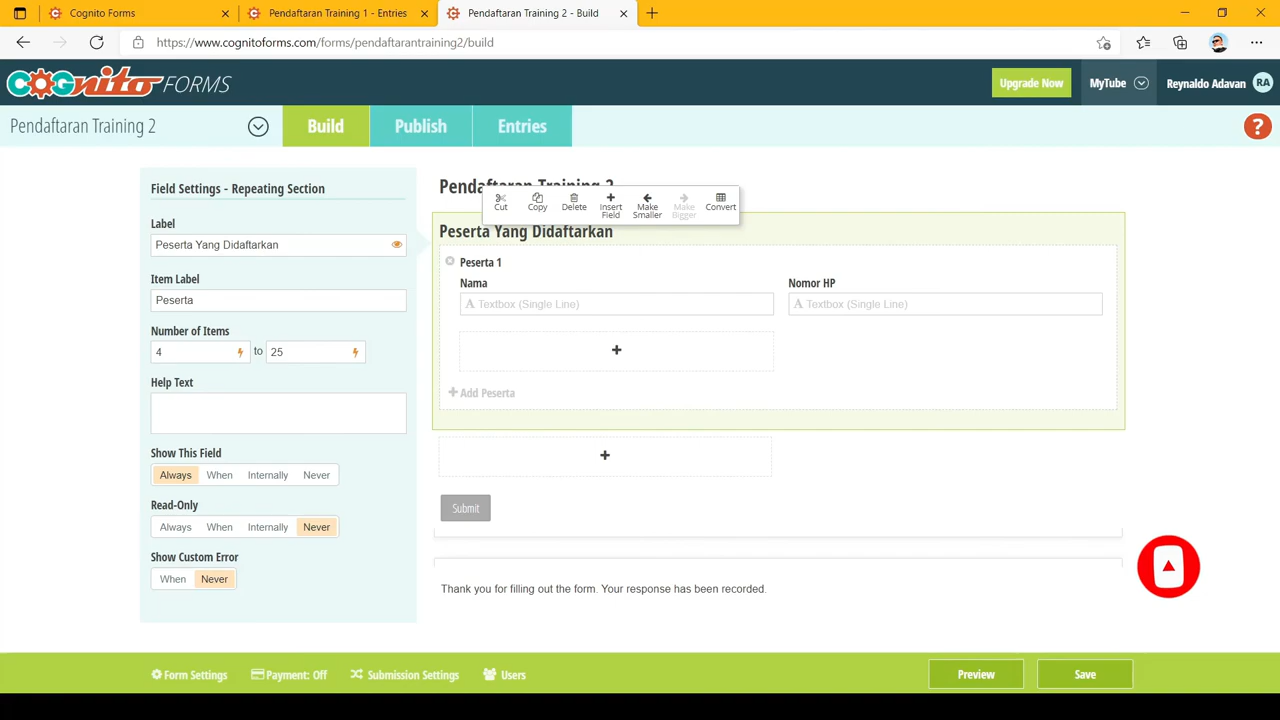 Cognito Forms
Pendaftaran Training 1 - Entries
Pendaftaran Training 2 - Build
https://www.cognitoforms.com/forms/pendaftarantraining2/build
COGnito FORMS
Upgrade Now
MyTube
Reynaldo Adavan
RA
Pendaftaran Training 2
Build
Publish
Entries
?
Field Settings - Repeating Section
Label
Peserta Yang Didaftarkan
Item Label
Peserta
Number of Items
4 to 25
Help Text
Show This Field
Always When Internally Never
Read-Only
Always When Internally Never
Show Custom Error
When Never
Pendaftaran Training 2
Cut
Copy
Delete
Insert Field
Make Smaller
Make Bigger
Convert
Peserta Yang Didaftarkan
Peserta 1
Nama
Nomor HP
A Textbox (Single Line)
A Textbox (Single Line)
+
+ Add Peserta
+
Submit
Thank you for filling out the form. Your response has been recorded.
Form Settings
Payment: Off
Submission Settings
Users
Preview
Save